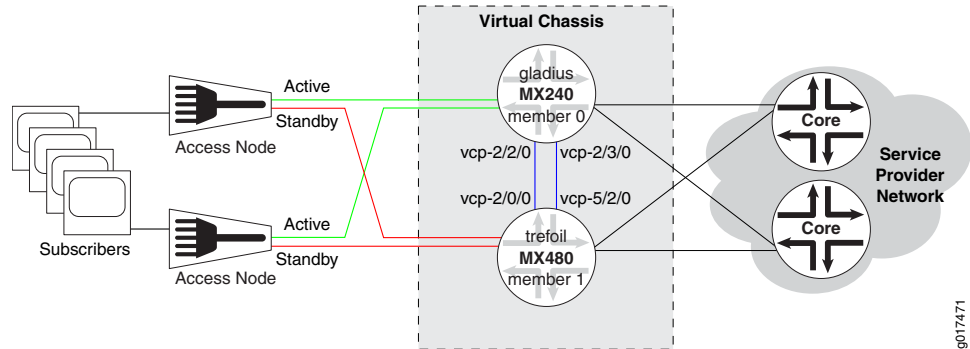 Virtual Chassis
gladius
MX240
member 0
Active
Standby
Access Node
Core
vcp-2/2/0
vcp-2/3/0
Service
Provider
Network
vcp-2/0/0
vcp-5/2/0
Subscribers
Active
Standby
Access Node
trefoil
MX480
member 1
Core
g017471